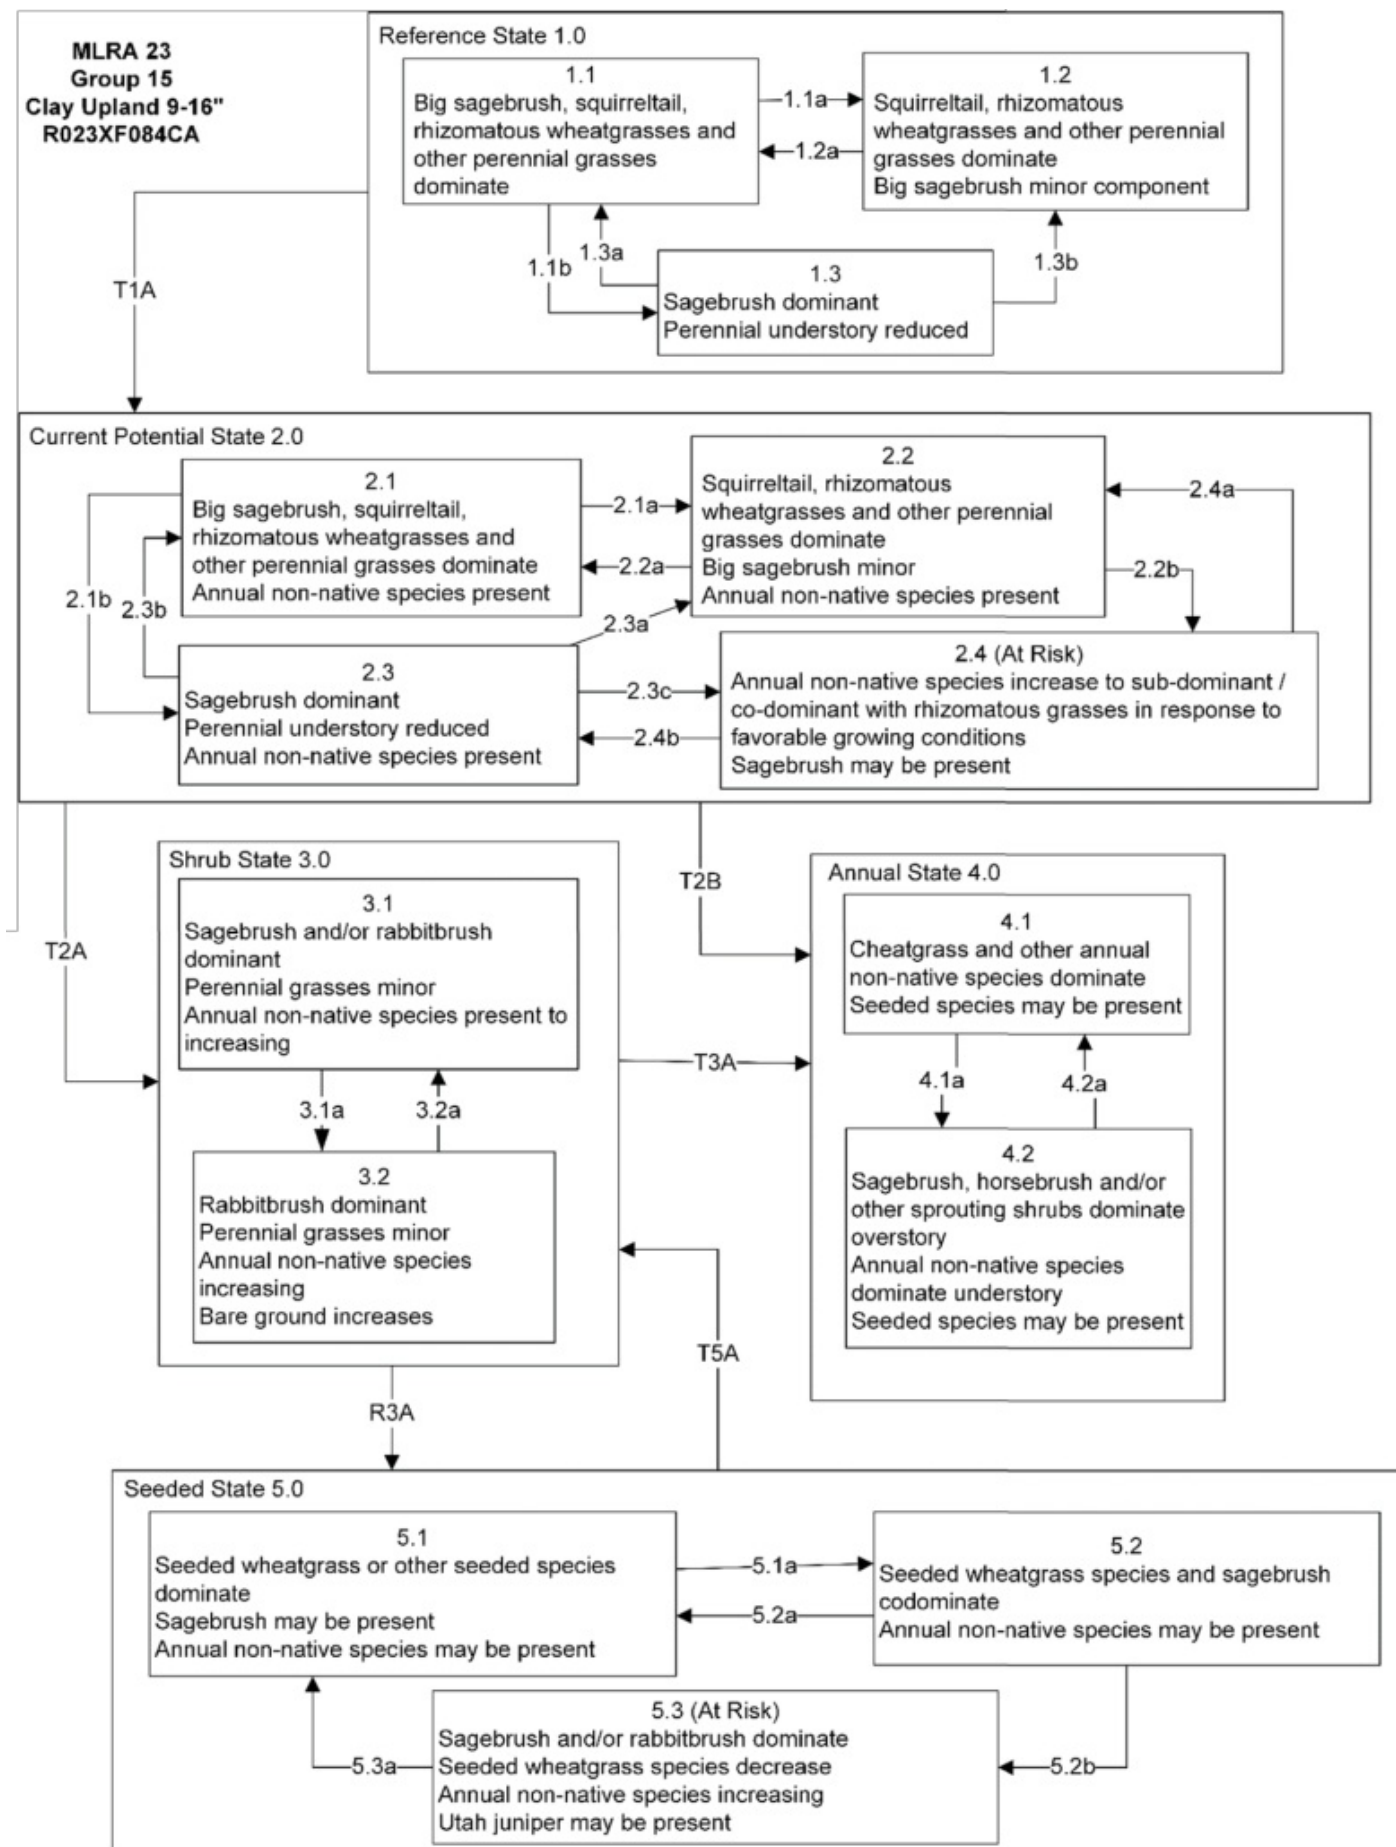 MLRA 23
Group 15
Clay Upland 9-16"
R023XF084CA
Reference State 1.0
1.1
Big sagebrush, squirreltail,
rhizomatous wheatgrasses and
other perennial grasses
dominate
1.1a
1.2a
1.2
Squirreltail, rhizomatous
wheatgrasses and other perennial
grasses dominate
Big sagebrush minor component
1.1b
1.3a
1.3b
1.3
Sagebrush dominant
Perennial understory reduced
T1A
Current Potential State 2.0
2.1
Big sagebrush, squirreltail,
rhizomatous wheatgrasses and
other perennial grasses dominate
Annual non-native species present
2.1a
2.2a
2.2
Squirreltail, rhizomatous
wheatgrasses and other perennial
grasses dominate
Big sagebrush minor
Annual non-native species present
2.4a
2.2b
2.1b
2.3b
2.3a
2.3
Sagebrush dominant
Perennial understory reduced
Annual non-native species present
2.3c
2.4b
2.4 (At Risk)
Annual non-native species increase to sub-dominant /
co-dominant with rhizomatous grasses in response to
favorable growing conditions
Sagebrush may be present
T2A
T2B
Shrub State 3.0
3.1
Sagebrush and/or rabbitbrush
dominant
Perennial grasses minor
Annual non-native species present to
increasing
3.1a
3.2a
3.2
Rabbitbrush dominant
Perennial grasses minor
Annual non-native species
increasing
Bare ground increases
T3A
Annual State 4.0
4.1
Cheatgrass and other annual
non-native species dominate
Seeded species may be present
4.1a
4.2a
4.2
Sagebrush, horsebrush and/or
other sprouting shrubs dominate
overstory
Annual non-native species
dominate understory
Seeded species may be present
R3A
T5A
Seeded State 5.0
5.1
Seeded wheatgrass or other seeded species
dominate
Sagebrush may be present
Annual non-native species may be present
5.1a
5.2a
5.2
Seeded wheatgrass species and sagebrush
codominate
Annual non-native species may be present
5.3a
5.3 (At Risk)
Sagebrush and/or rabbitbrush dominate
Seeded wheatgrass species decrease
Annual non-native species increasing
Utah juniper may be present
5.2b